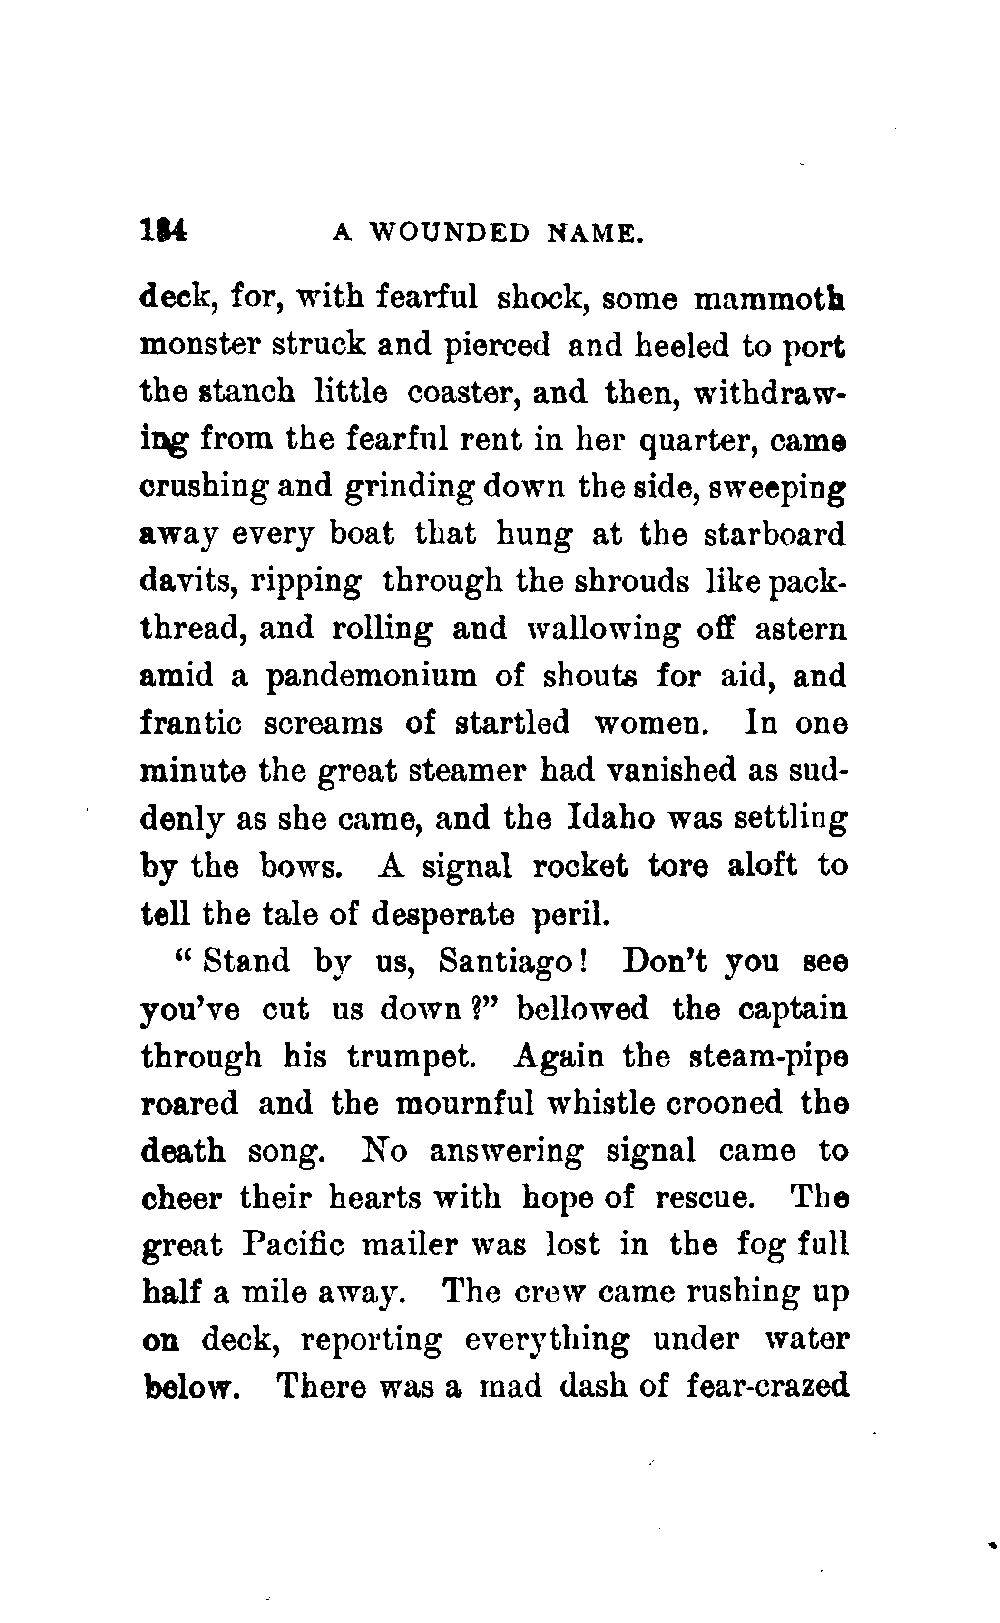 184 A WOUNDED NAME.
deck, for, with fearful shock, some mammoth
monster struck and pierced and heeled to port
the stanch little coaster, and then, withdraw-
ing from the fearful rent in her quarter, came
crushing and grinding down the side, sweeping
away every boat that hung at the starboard
davits, ripping through the shrouds like pack-
thread, and rolling and wallowing off astern
amid a pandemonium of shouts for aid, and
frantic screams of startled women. In one
minute the great steamer had vanished as sud-
denly as she came, and the Idaho was settling
by the bows. A signal rocket tore aloft to
tell the tale of desperate peril.
“ Stand by us, Santiago! Don’t you see
you’ve cut us down?” bellowed the captain
through his trumpet. Again the steam-pipe
roared and the mournful whistle crooned the
death song. No answering signal came to
cheer their hearts with hope of rescue. The
great Pacific mailer was lost in the fog full
half a mile away. The crew came rushing up
on deck, reporting everything under water
below. There was a mad dash of fear-crazed